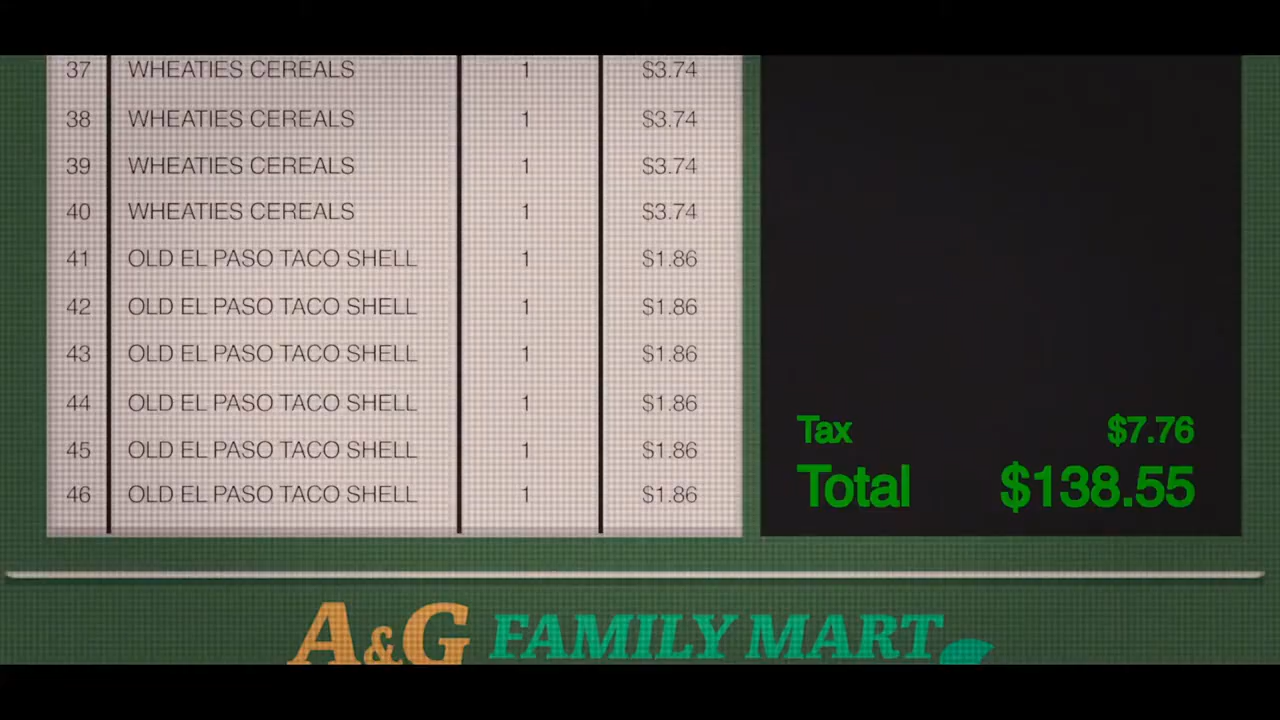 37 WHEATIES CEREALS 1 $3.74
38 WHEATIES CEREALS 1 $3.74
39 WHEATIES CEREALS 1 $3.74
40 WHEATIES CEREALS 1 $3.74
41 OLD EL PASO TACO SHELL 1 $1.86
42 OLD EL PASO TACO SHELL 1 $1.86
43 OLD EL PASO TACO SHELL 1 $1.86
44 OLD EL PASO TACO SHELL 1 $1.86
45 OLD EL PASO TACO SHELL 1 $1.86
46 OLD EL PASO TACO SHELL 1 $1.86
Tax $7.76
Total $138.55
A&G FAMILY MART